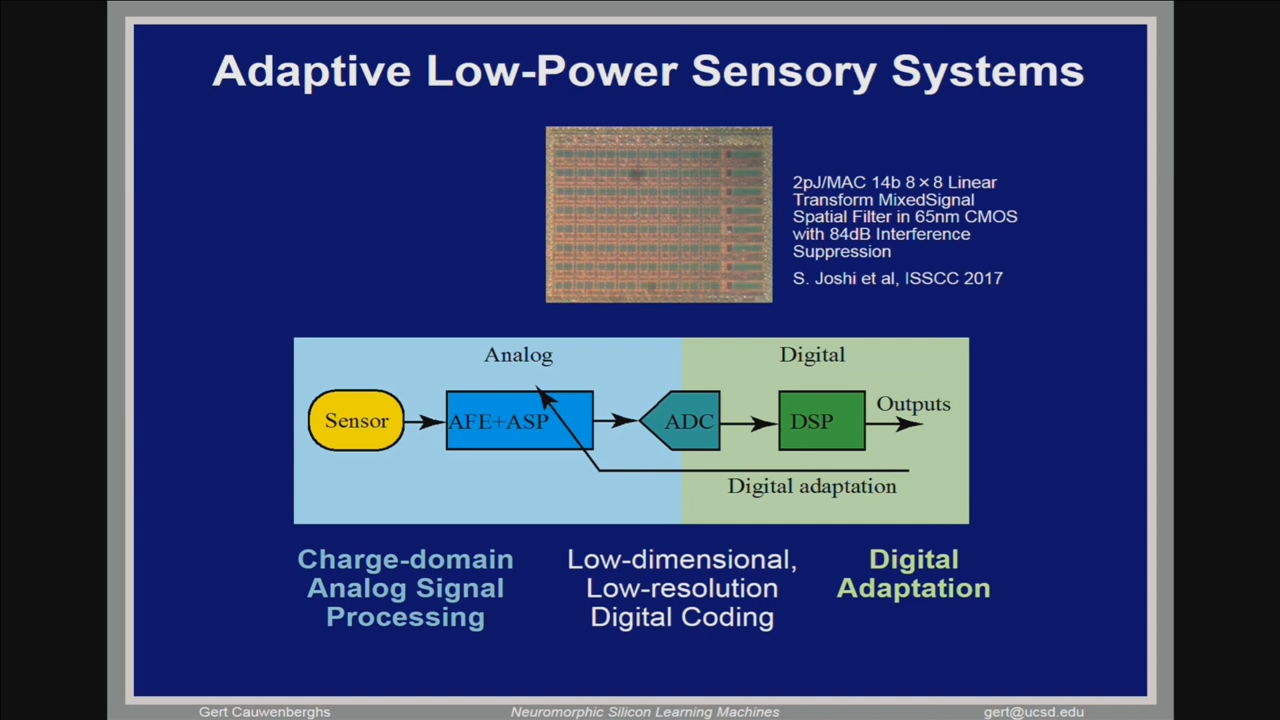 Adaptive Low-Power Sensory Systems
2pJ/MAC 14b 8×8 Linear
Transform MixedSignal
Spatial Filter in 65nm CMOS
with 84dB Interference
Suppression
S. Joshi et al, ISSCC 2017
Analog
Digital
Sensor
AFE+ASP
ADC
DSP
Outputs
Digital adaptation
Charge-domain
Analog Signal
Processing
Low-dimensional,
Low-resolution
Digital Coding
Digital
Adaptation
Gert Cauwenberghs
Neuromorphic Silicon Learning Machines
gert@ucsd.edu